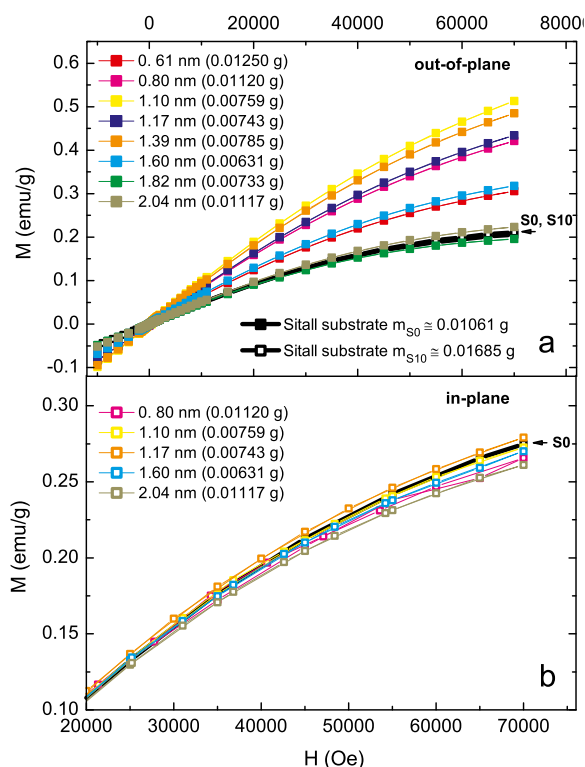 0 20000 40000 60000 80000
a
out-of-plane
0. 61 nm (0.01250 g)
0.80 nm (0.01120 g)
1.10 nm (0.00759 g)
1.17 nm (0.00743 g)
1.39 nm (0.00785 g)
1.60 nm (0.00631 g)
1.82 nm (0.00733 g)
2.04 nm (0.01117 g)
0.6
0.5
0.4
0.3
0.2
0.1
0.0
-0.1
M (emu/g)
S0, S10
Sitall substrate mS0 ≅ 0.01061 g
Sitall substrate mS10 ≅ 0.01685 g
a
in-plane
0. 80 nm (0.01120 g)
1.10 nm (0.00759 g)
1.17 nm (0.00743 g)
1.60 nm (0.00631 g)
2.04 nm (0.01117 g)
S0
0.30
0.25
0.20
0.15
0.10
M (emu/g)
b
20000 30000 40000 50000 60000 70000
H (Oe)